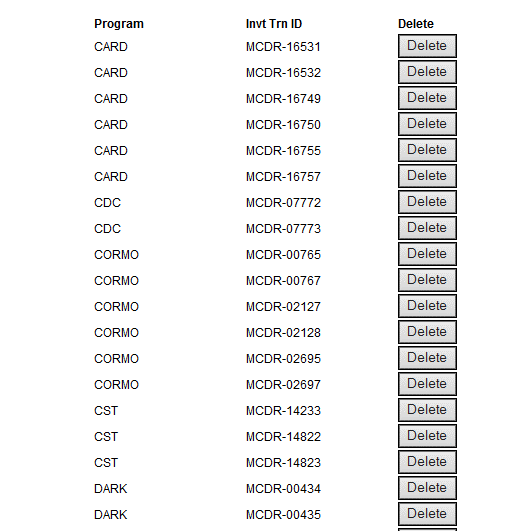 Program Invt Trn ID Delete
CARD MCDR-16531 Delete
CARD MCDR-16532 Delete
CARD MCDR-16749 Delete
CARD MCDR-16750 Delete
CARD MCDR-16755 Delete
CARD MCDR-16757 Delete
CDC MCDR-07772 Delete
CDC MCDR-07773 Delete
CORMO MCDR-00765 Delete
CORMO MCDR-00767 Delete
CORMO MCDR-02127 Delete
CORMO MCDR-02128 Delete
CORMO MCDR-02695 Delete
CORMO MCDR-02697 Delete
CST MCDR-14233 Delete
CST MCDR-14822 Delete
CST MCDR-14823 Delete
DARK MCDR-00434 Delete
DARK MCDR-00435 Delete